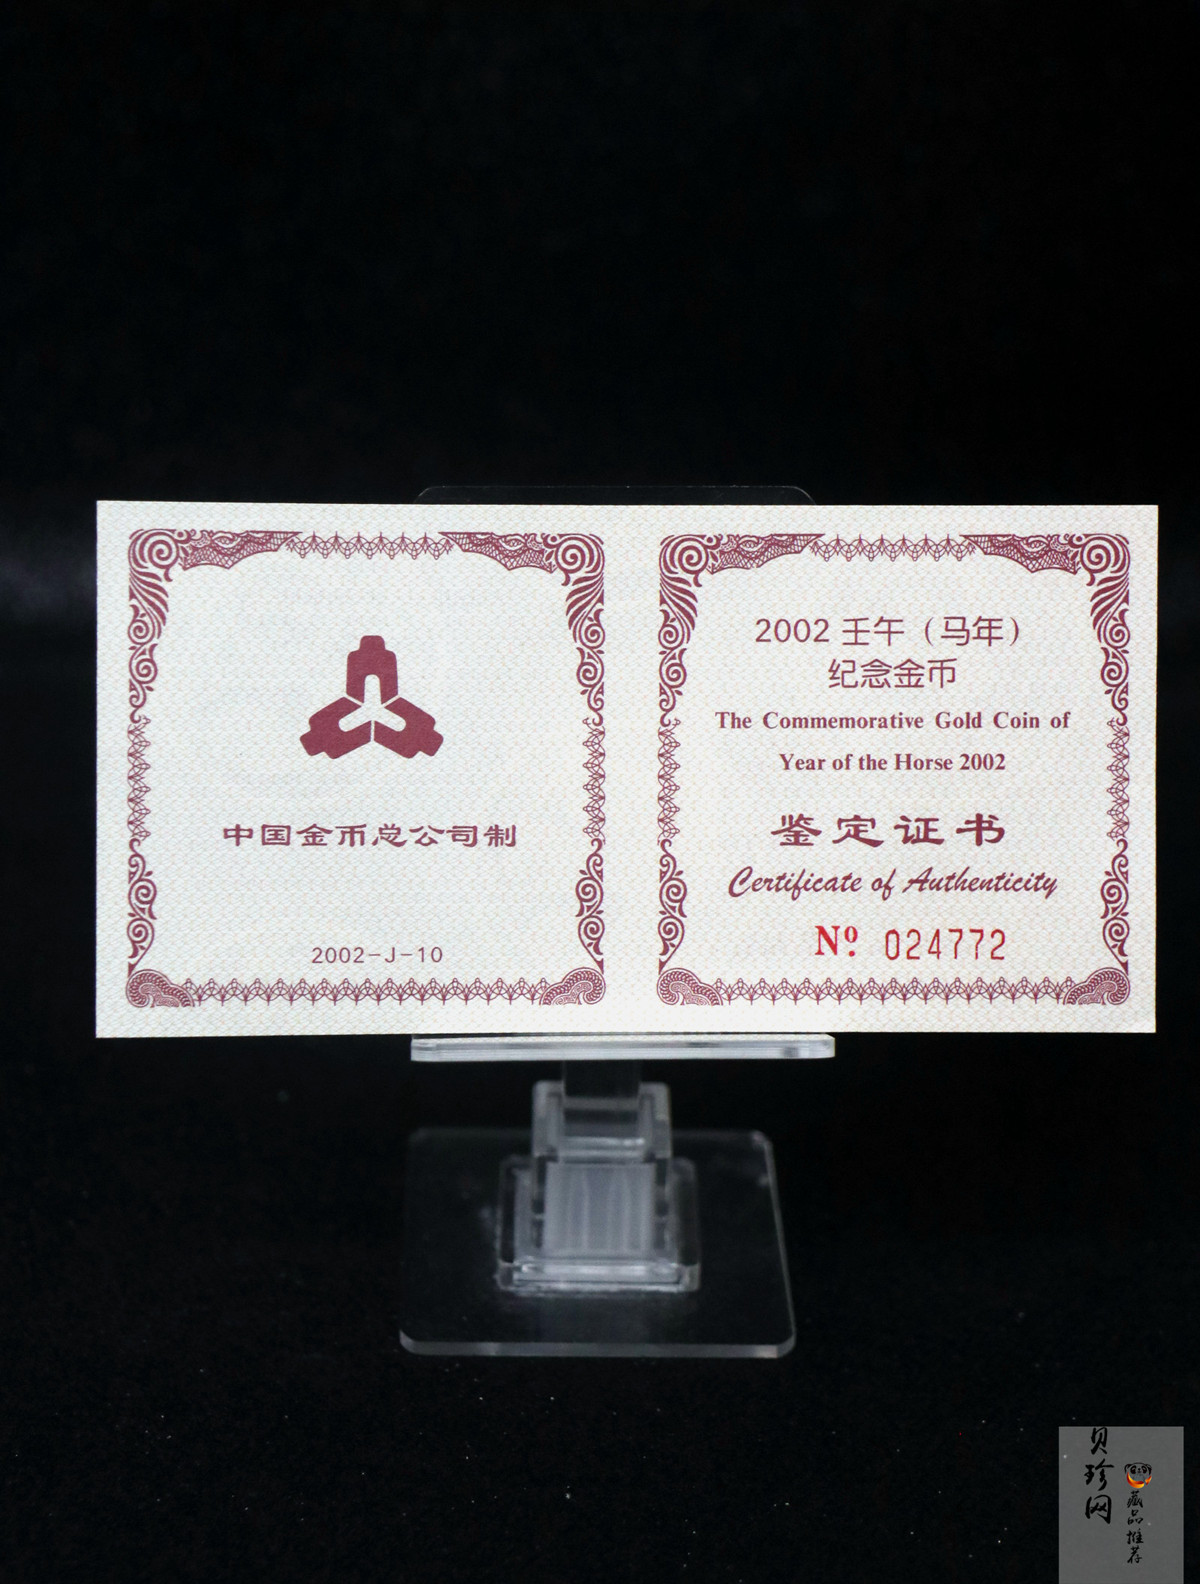 中国金币总公司制
2002-J-10
2002 壬午（马年）
纪念金币
The Commemorative Gold Coin of
Year of the Horse 2002
鉴定证书
Certificate of Authenticity
Nº 024772
贝珍网
藏品推荐